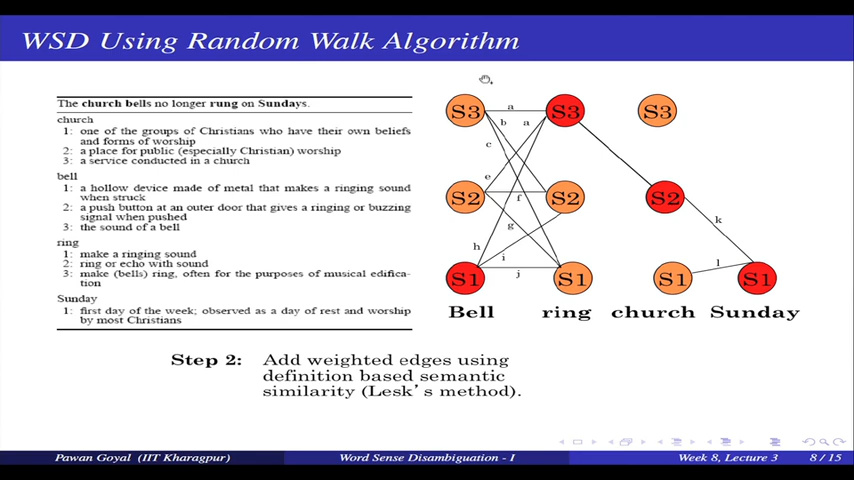 WSD Using Random Walk Algorithm
The church bells no longer rung on Sundays.
church
1: one of the groups of Christians who have their own beliefs
and forms of worship
2: a place for public (especially Christian) worship
3: a service conducted in a church
bell
1: a hollow device made of metal that makes a ringing sound
when struck
2: a push button at an outer door that gives a ringing or buzzing
signal when pushed
3: the sound of a bell
ring
1: make a ringing sound
2: ring or echo with sound
3: make (bells) ring, often for the purposes of musical edifica-
tion
Sunday
1: first day of the week; observed as a day of rest and worship
by most Christians
S3 a S3 S3
b a
c
e
S2 f S2 S2
g k
h
i l
S1 j S1 S1 S1
Bell ring church Sunday
Step 2: Add weighted edges using
definition based semantic
similarity (Lesk's method).
Pawan Goyal (IIT Kharagpur) Word Sense Disambiguation - I Week 8, Lecture 3 8 / 15